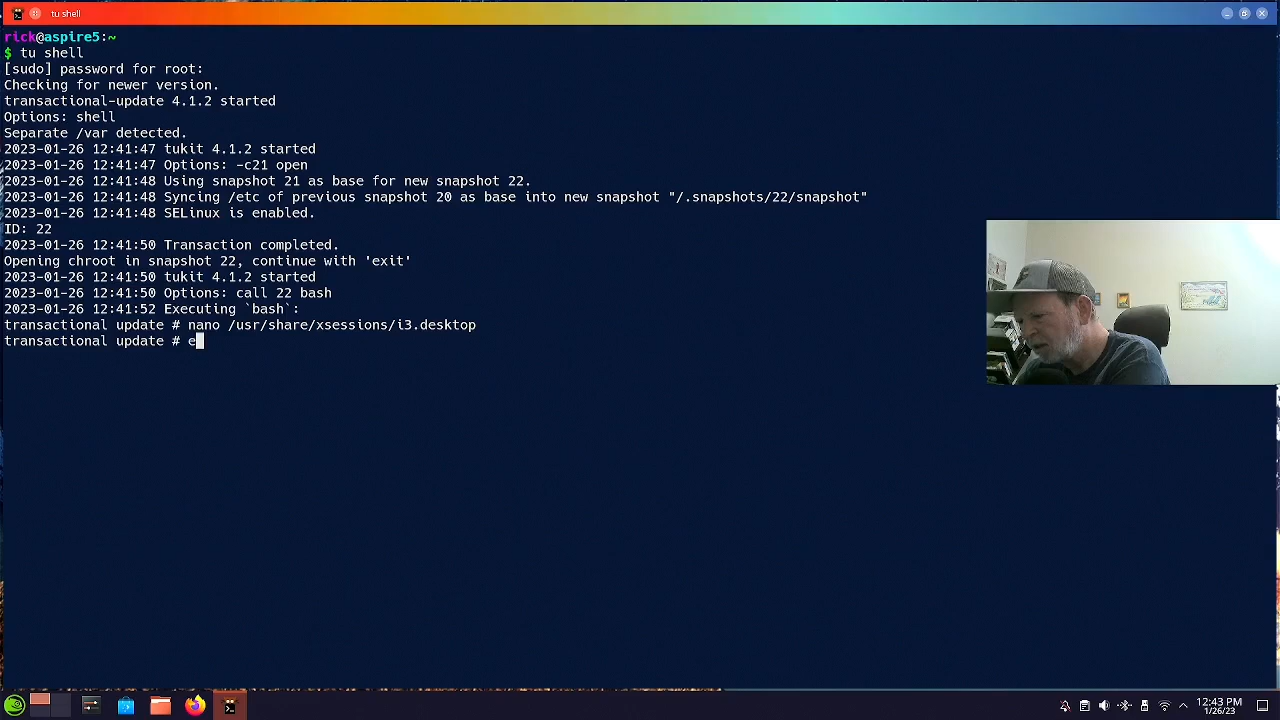 tu shell
rick@aspire5:~
$ tu shell
[sudo] password for root:
Checking for newer version.
transactional-update 4.1.2 started
Options: shell
Separate /var detected.
2023-01-26 12:41:47 tukit 4.1.2 started
2023-01-26 12:41:47 Options: -c21 open
2023-01-26 12:41:48 Using snapshot 21 as base for new snapshot 22.
2023-01-26 12:41:48 Syncing /etc of previous snapshot 20 as base into new snapshot "/.snapshots/22/snapshot"
2023-01-26 12:41:48 SELinux is enabled.
ID: 22
2023-01-26 12:41:50 Transaction completed.
Opening chroot in snapshot 22, continue with 'exit'
2023-01-26 12:41:50 tukit 4.1.2 started
2023-01-26 12:41:50 Options: call 22 bash
2023-01-26 12:41:52 Executing `bash`:
transactional update # nano /usr/share/xsessions/i3.desktop
transactional update # e
12:43 PM
1/26/23